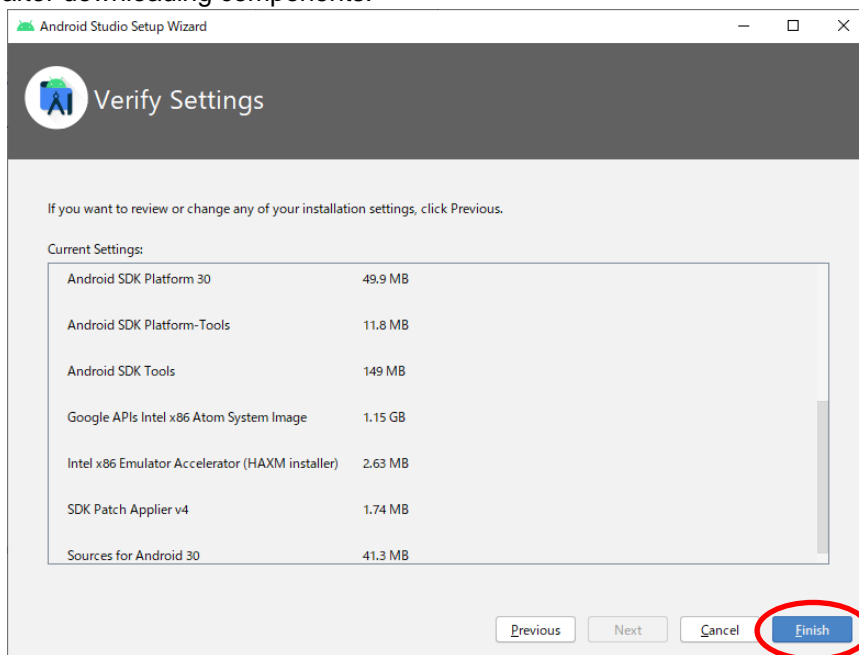 after downloading components.
Android Studio Setup Wizard
Verify Settings
If you want to review or change any of your installation settings, click Previous.
Current Settings:
Android SDK Platform 30 49.9 MB
Android SDK Platform-Tools 11.8 MB
Android SDK Tools 149 MB
Google APIs Intel x86 Atom System Image 1.15 GB
Intel x86 Emulator Accelerator (HAXM installer) 2.63 MB
SDK Patch Applier v4 1.74 MB
Sources for Android 30 41.3 MB
Previous Next Cancel Finish